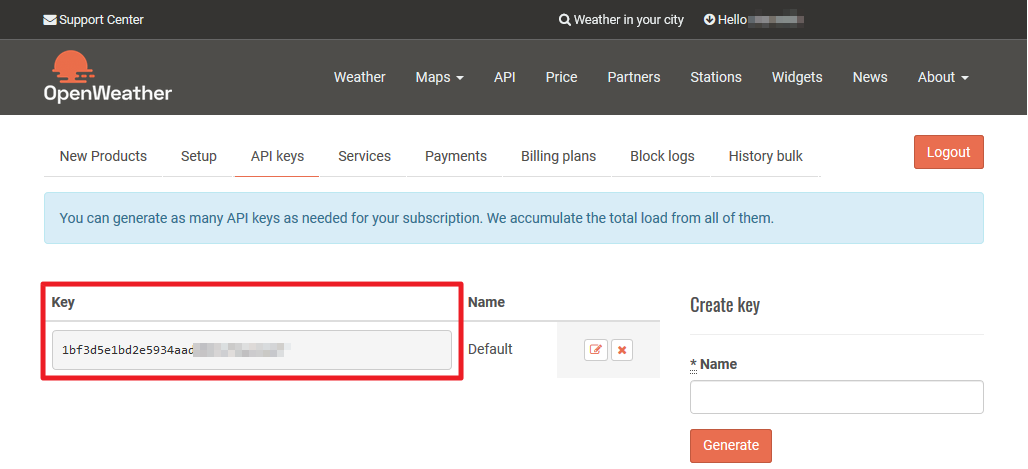 Support Center
Weather in your city
Hello
OpenWeather
Weather Maps API Price Partners Stations Widgets News About
New Products Setup API keys Services Payments Billing plans Block logs History bulk
Logout
You can generate as many API keys as needed for your subscription. We accumulate the total load from all of them.
Key Name
1bf3d5e1bd2e5934aad
Default
Create key
* Name
Generate